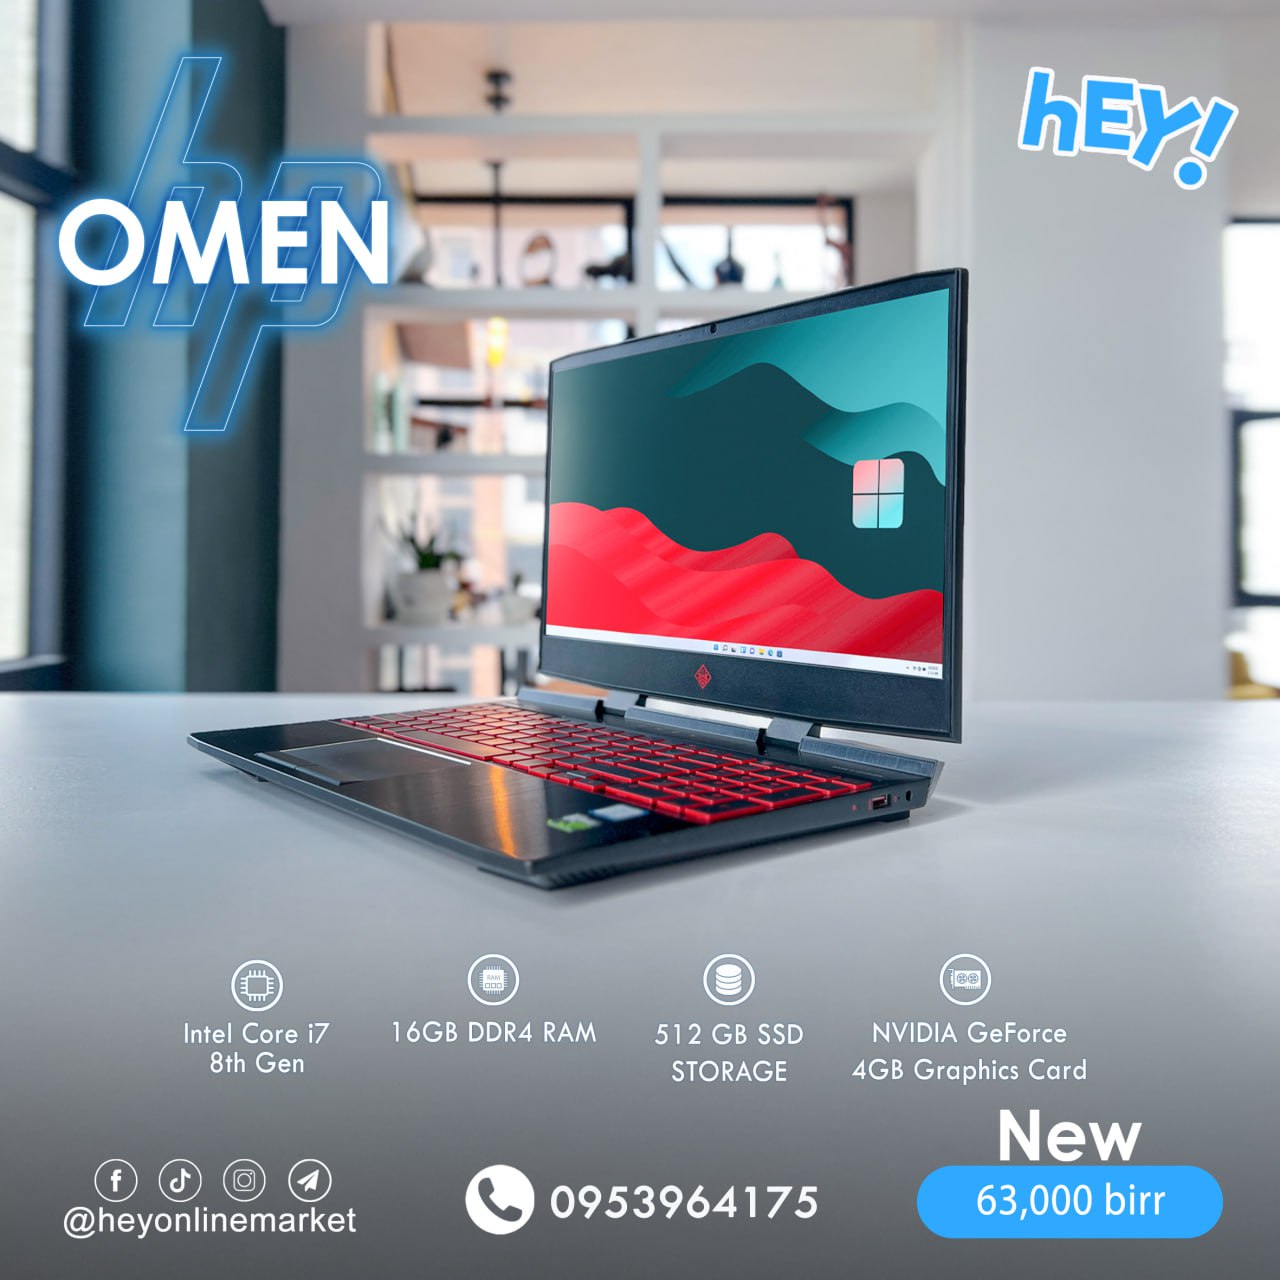 hp
OMEN
hEY!
Intel Core i7
8th Gen
16GB DDR4 RAM
512 GB SSD
STORAGE
NVIDIA GeForce
4GB Graphics Card
New
63,000 birr
@heyonlinemarket
0953964175